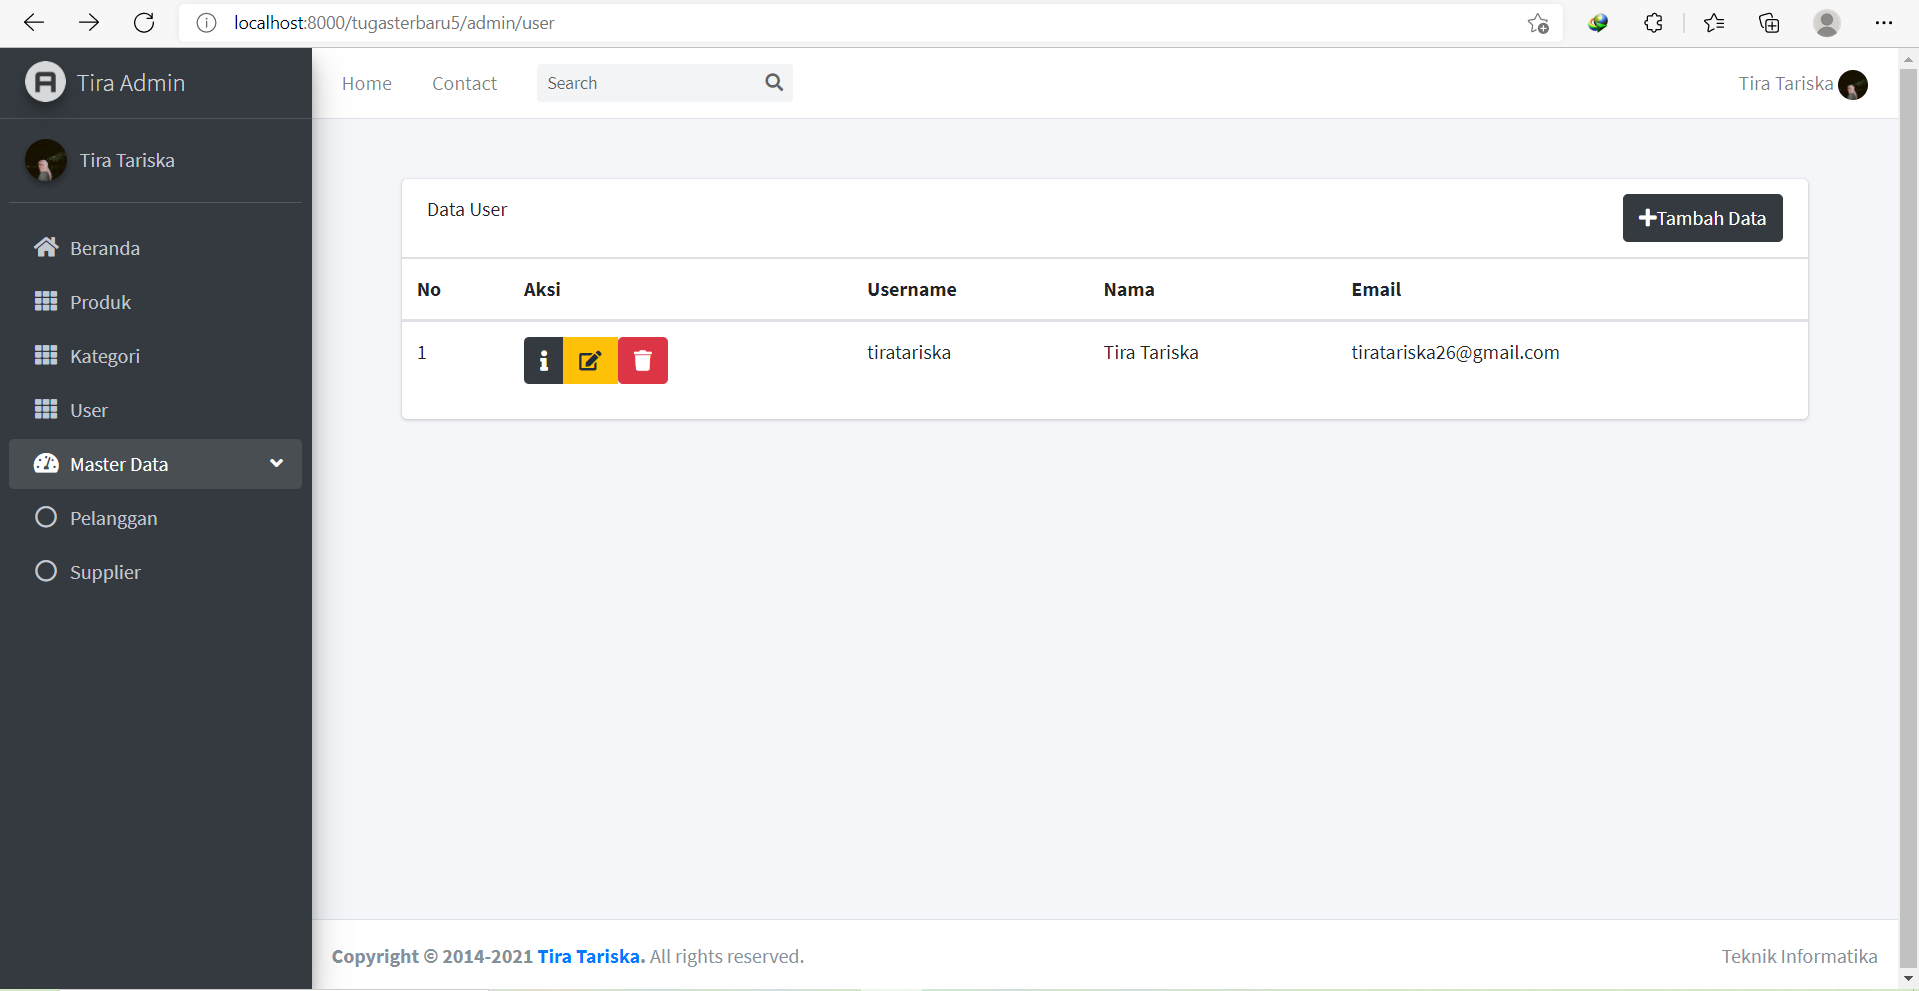 localhost:8000/tugasterbaru5/admin/user
Tira Admin
Home Contact Search Tira Tariska
Tira Tariska
Beranda
Produk
Kategori
User
Master Data
Pelanggan
Supplier
Data User
Tambah Data
No Aksi Username Nama Email
1 tiratariska Tira Tariska tiratariska26@gmail.com
Copyright © 2014-2021 Tira Tariska. All rights reserved.
Teknik Informatika